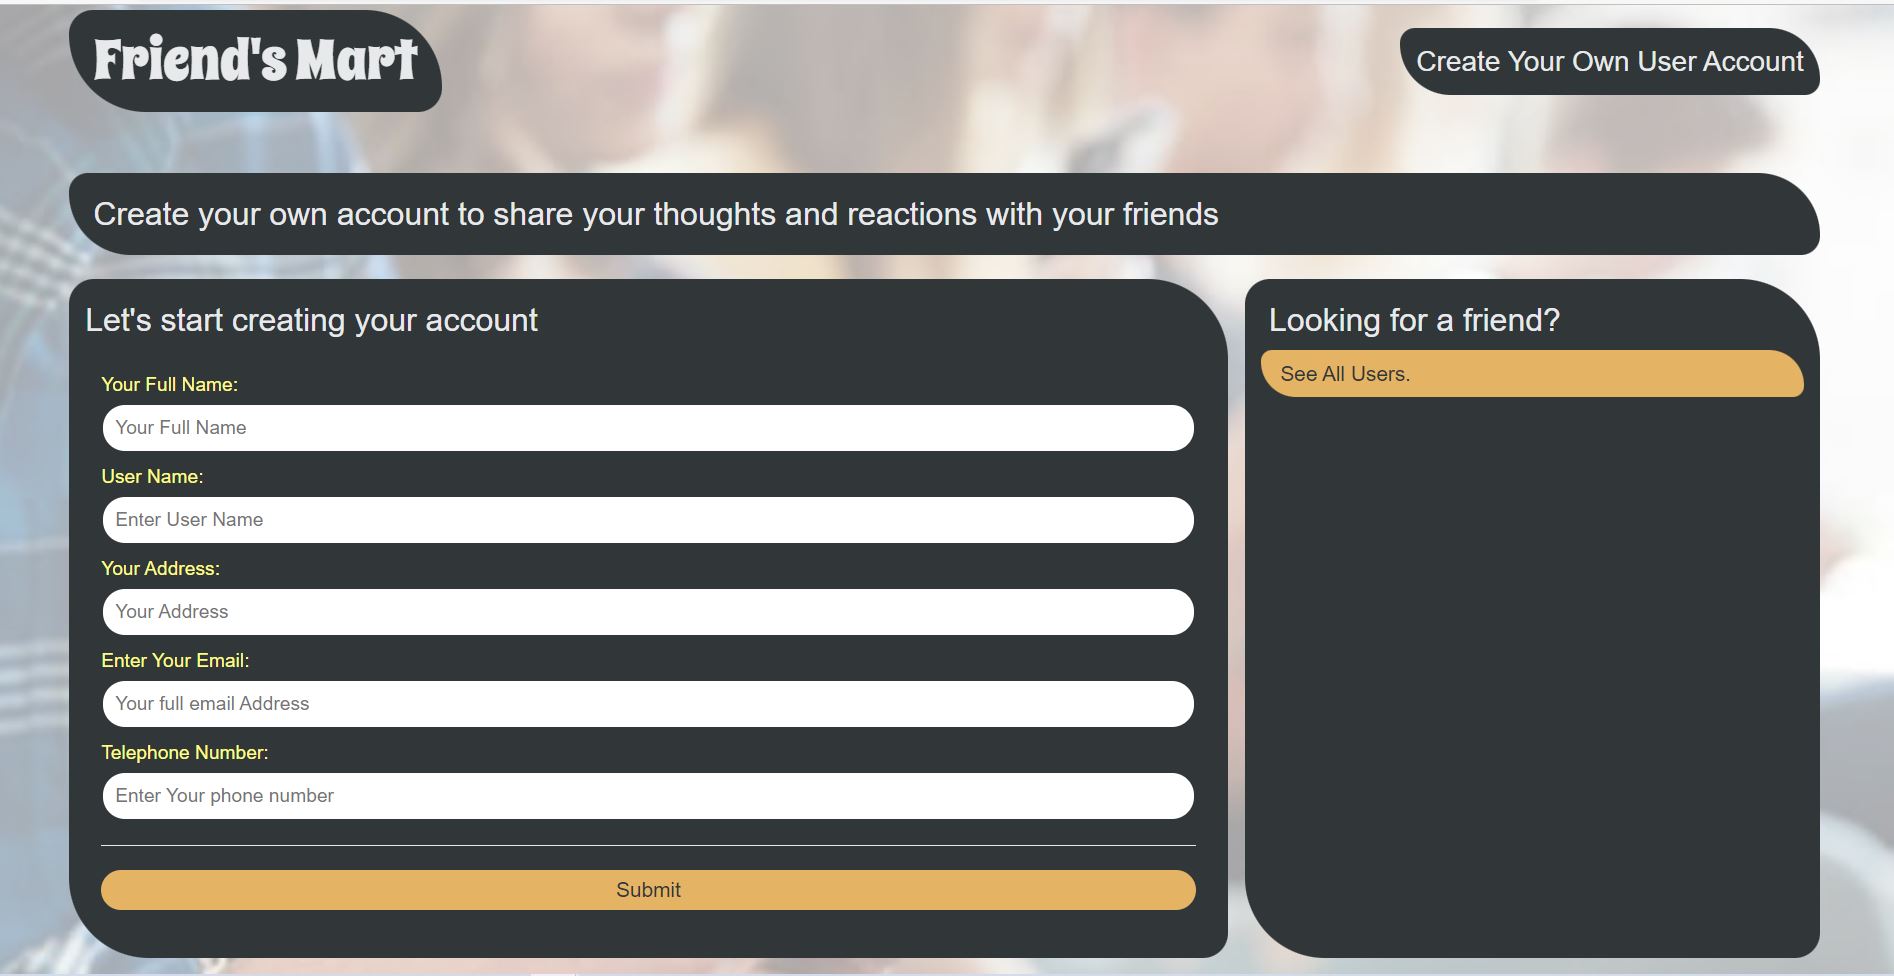 Friend's Mart
Create Your Own User Account
Create your own account to share your thoughts and reactions with your friends
Let's start creating your account
Your Full Name:
Your Full Name
User Name:
Enter User Name
Your Address:
Your Address
Enter Your Email:
Your full email Address
Telephone Number:
Enter Your phone number
Submit
Looking for a friend?
See All Users.